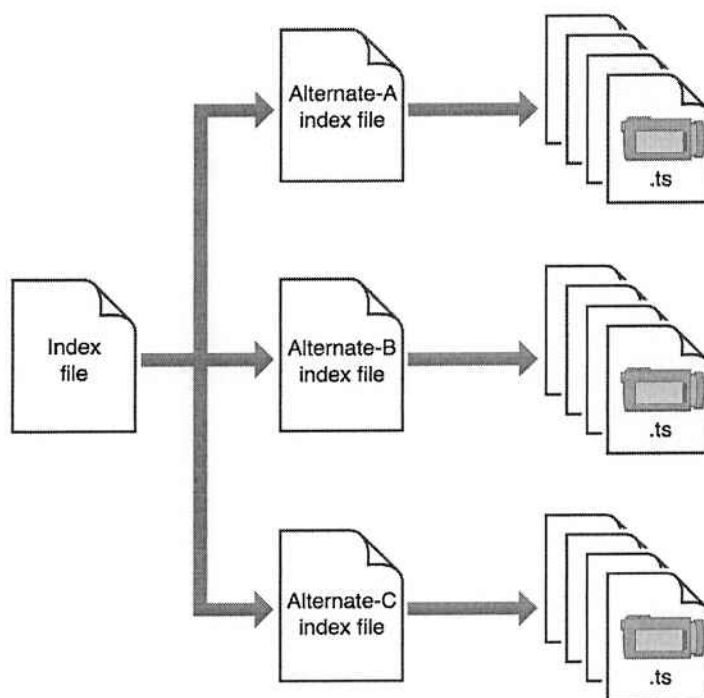 Alternate-A
index file
.ts
Index
file
Alternate-B
index file
.ts
Alternate-C
index file
.ts